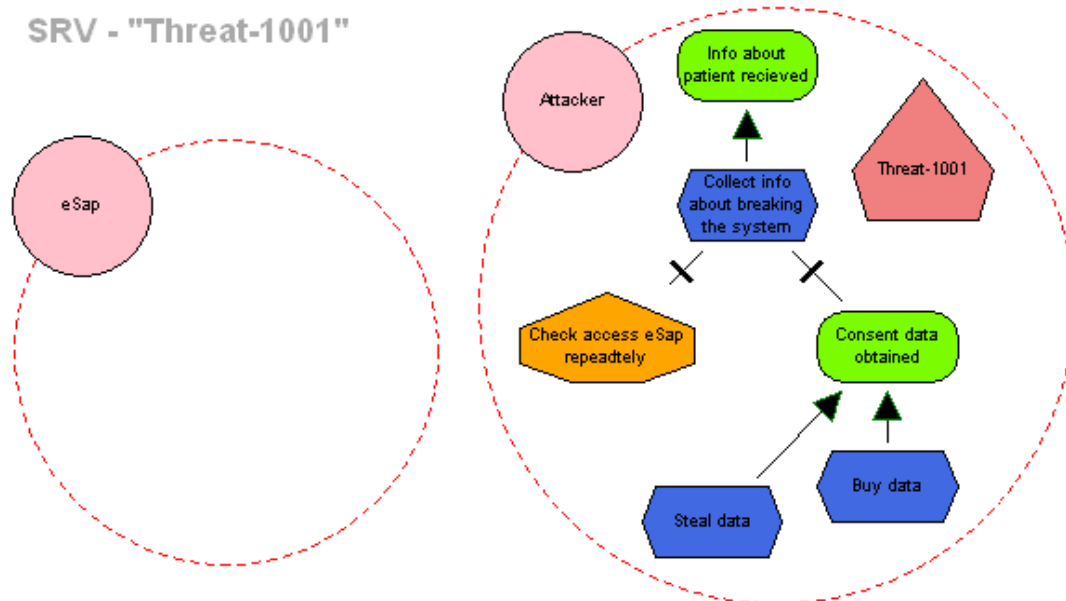 SRV - "Threat-1001"
eSap
Attacker
Info about
patient recieved
Threat-1001
Collect info
about breaking
the system
Check access eSap
repeadtely
Consent data
obtained
Steal data
Buy data